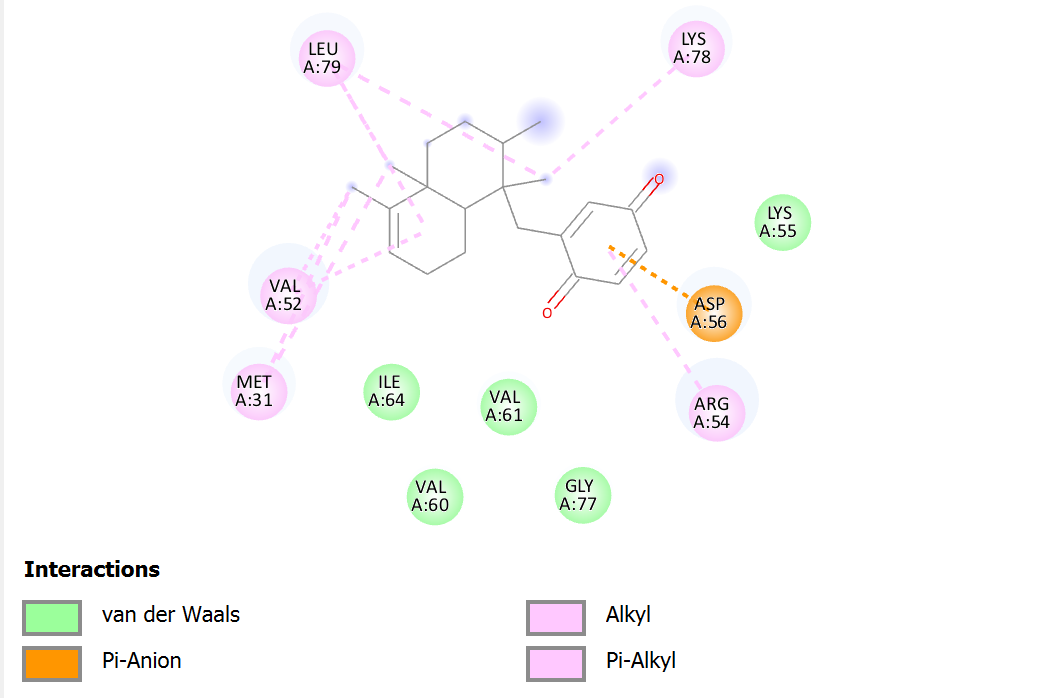 LEU
A:79
LYS
A:78
O
LYS
A:55
VAL
A:52
ASP
A:56
O
MET
A:31
ILE
A:64
VAL
A:61
ARG
A:54
VAL
A:60
GLY
A:77
Interactions
van der Waals
Alkyl
Pi-Anion
Pi-Alkyl